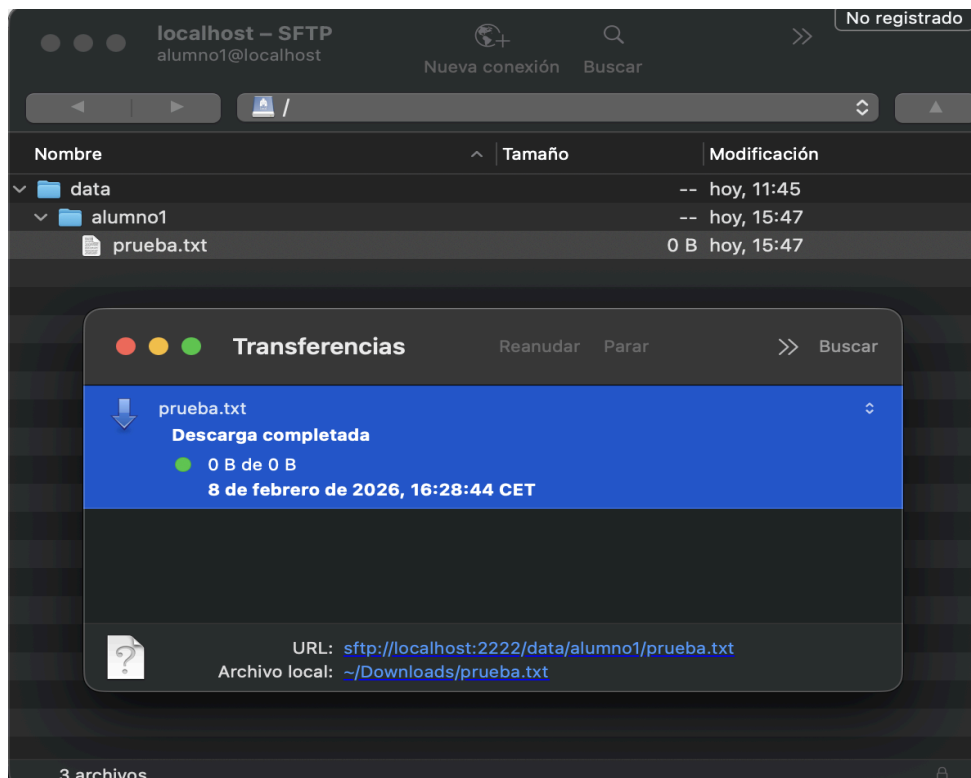 No registrado
localhost – SFTP
alumno1@localhost
Nueva conexión Buscar
/
Nombre Tamaño Modificación
data -- hoy, 11:45
alumno1 -- hoy, 15:47
prueba.txt 0 B hoy, 15:47
Transferencias Reanudar Parar Buscar
prueba.txt
Descarga completada
0 B de 0 B
8 de febrero de 2026, 16:28:44 CET
URL: sftp://localhost:2222/data/alumno1/prueba.txt
Archivo local: ~/Downloads/prueba.txt
3 archivos